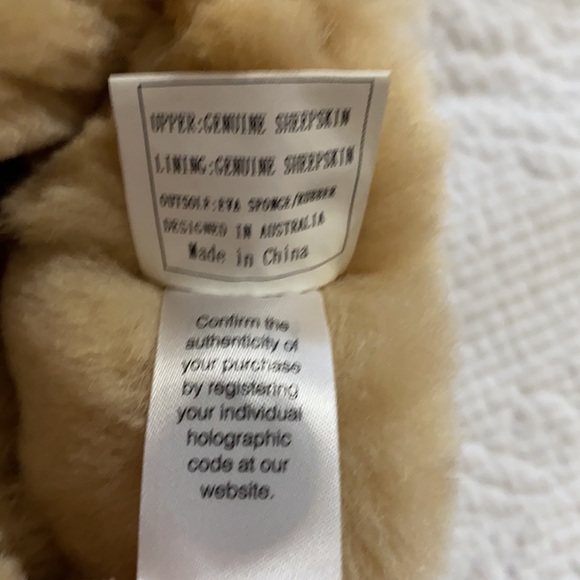 UPPER:GENUINE SHEEPSKIN
LINING:GENUINE SHEEPSKIN
OUTSOLE:EVA SPONGE/RUBBER
DESIGNED IN AUSTRALIA
Made in China
Confirm the
authenticity of
your purchase
by registering
your individual
holographic
code at our
website.